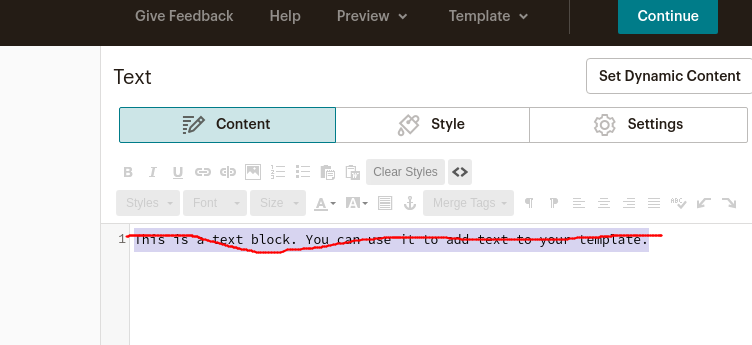 Give Feedback Help Preview Template Continue
Text Set Dynamic Content
Content Style Settings
B I U Clear Styles <>
Styles Font Size A A Merge Tags ¶ ¶ ABC
1 This is a text block. You can use it to add text to your template.